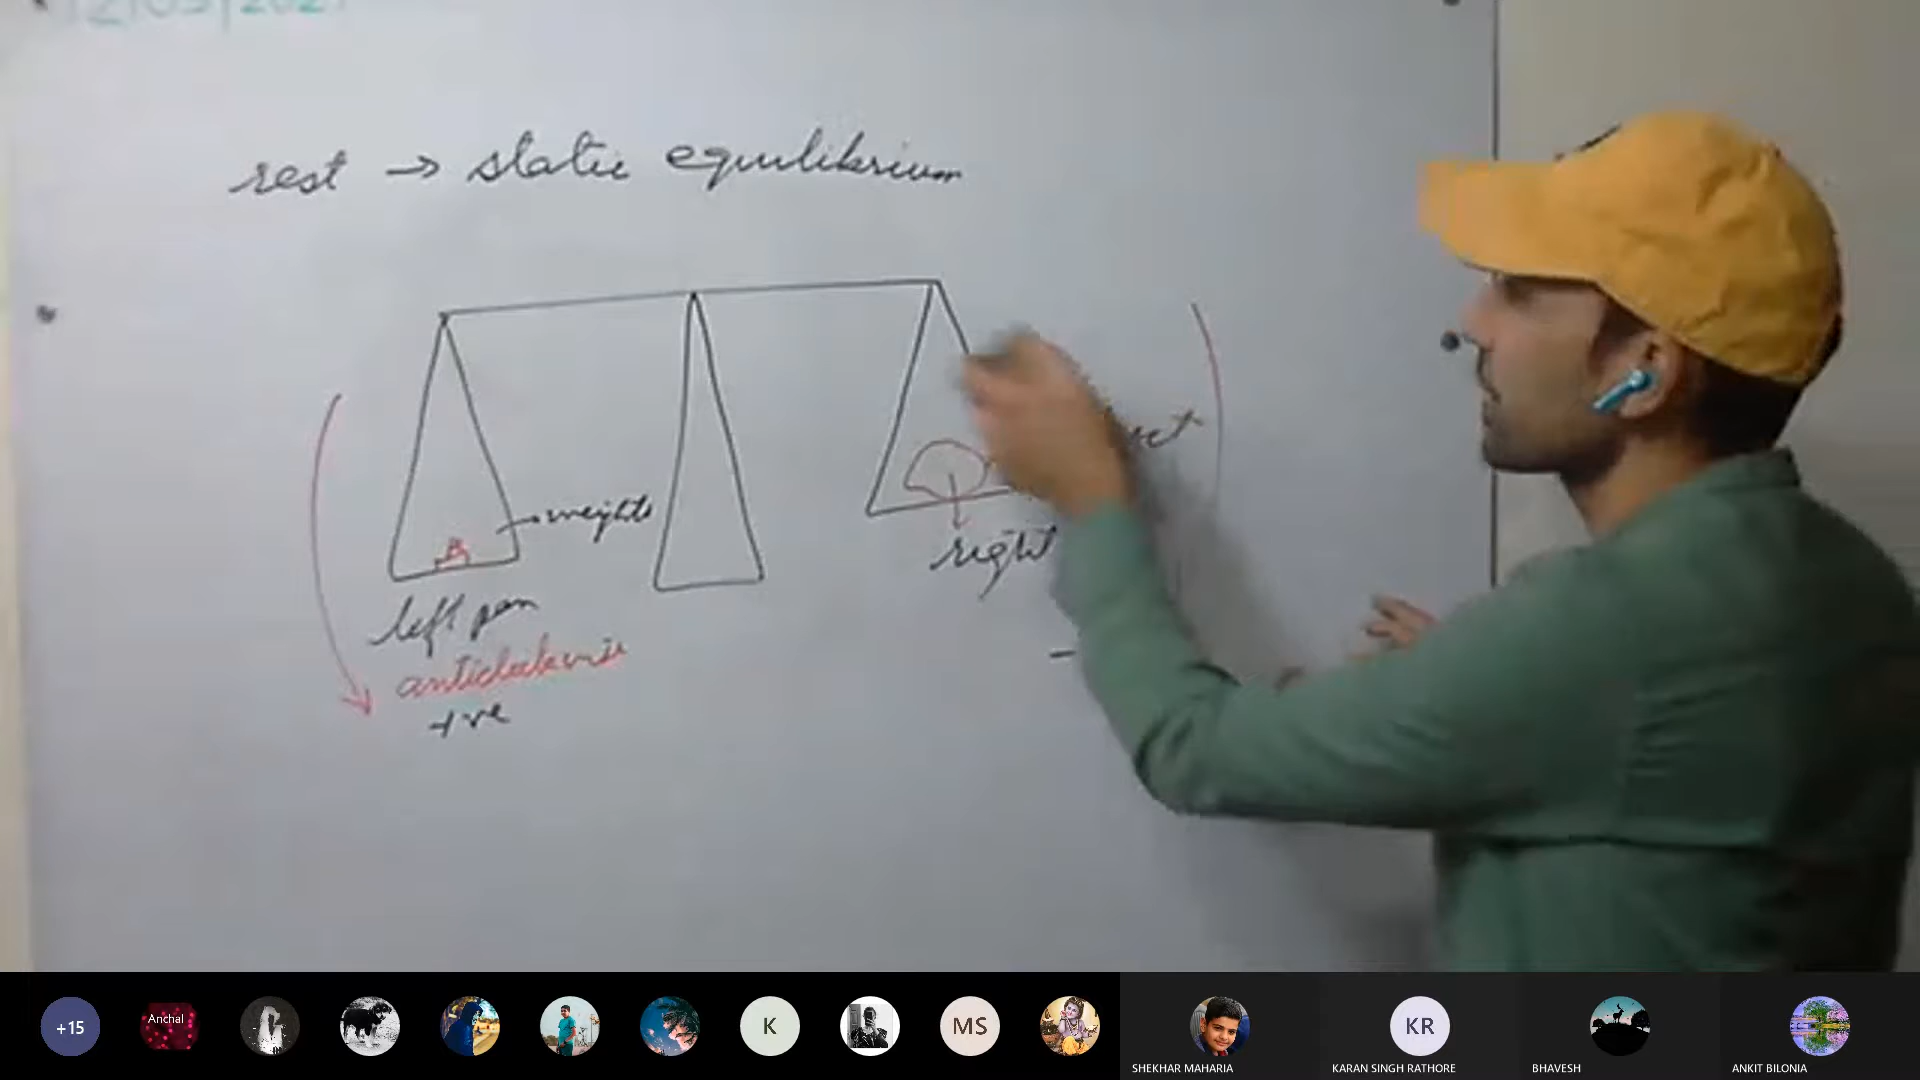 rest → static equilibrium
weights
right
left pan
anticlockwise
+ve
+15
Anchal
K
MS
KR
SHEKHAR MAHARIA
KARAN SINGH RATHORE
BHAVESH
ANKIT BILONIA